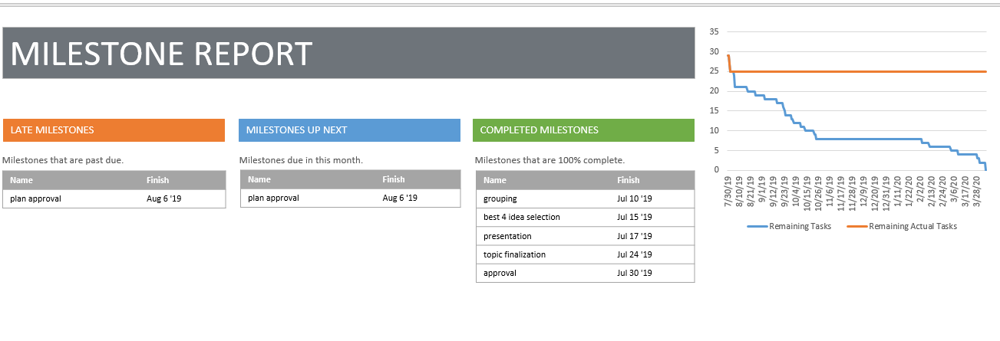 MILESTONE REPORT
LATE MILESTONES
Milestones that are past due.
Name Finish
plan approval Aug 6 '19
MILESTONES UP NEXT
Milestones due in this month.
Name Finish
plan approval Aug 6 '19
COMPLETED MILESTONES
Milestones that are 100% complete.
Name Finish
grouping Jul 10 '19
best 4 idea selection Jul 15 '19
presentation Jul 17 '19
topic finalization Jul 24 '19
approval Jul 30 '19
35
30
25
20
15
10
5
0
7/30/19
8/10/19
8/21/19
9/1/19
9/12/19
9/23/19
10/4/19
10/15/19
10/26/19
11/6/19
11/17/19
11/28/19
12/9/19
12/20/19
12/31/19
1/11/20
1/22/20
2/2/20
2/13/20
2/24/20
3/6/20
3/17/20
3/28/20
Remaining Tasks
Remaining Actual Tasks